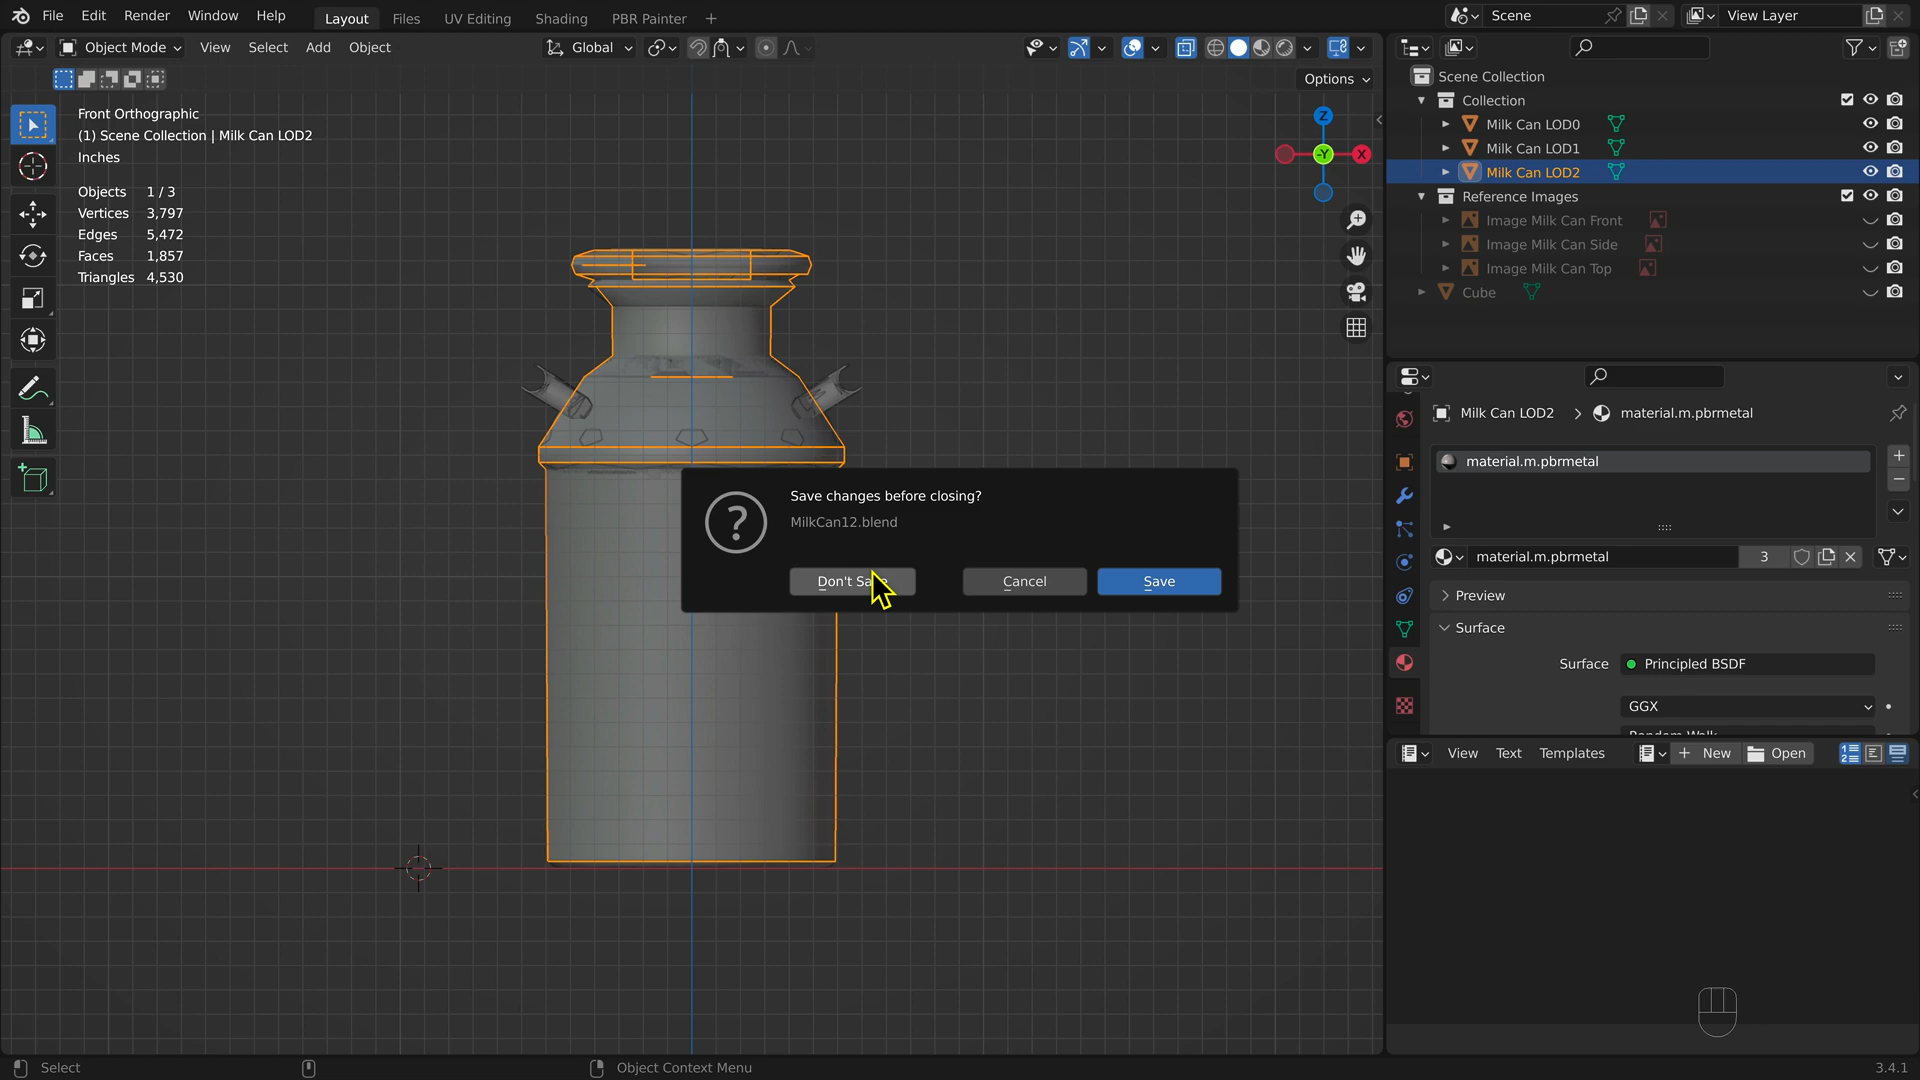 File Edit Render Window Help Layout Files UV Editing Shading PBR Painter + Scene View Layer
Object Mode View Select Add Object Global
Options
Front Orthographic
(1) Scene Collection | Milk Can LOD2
Inches
Objects 1 / 3
Vertices 3,797
Edges 5,472
Faces 1,857
Triangles 4,530
Z
-Y
X
Save changes before closing?
MilkCan12.blend
Cancel
Save
Scene Collection
Collection
Milk Can LOD0
Milk Can LOD1
Milk Can LOD2
Reference Images
Image Milk Can Front
Image Milk Can Side
Image Milk Can Top
Cube
Milk Can LOD2 > material.m.pbrmetal
material.m.pbrmetal
material.m.pbrmetal 3
Preview
Surface
Surface Principled BSDF
GGX
Random Walk
View Text Templates + New Open
Select Object Context Menu 3.4.1